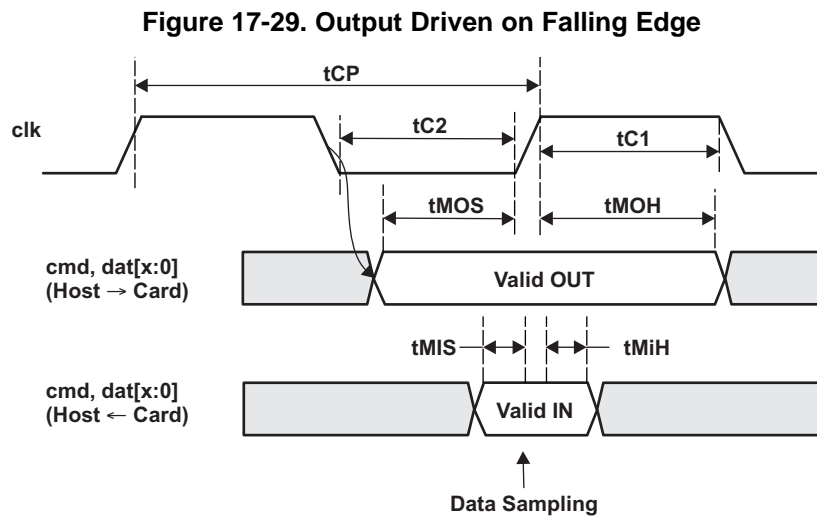 Figure 17-29. Output Driven on Falling Edge
tCP
clk
tC2
tC1
tMOS
tMOH
cmd, dat[x:0]
(Host → Card)
Valid OUT
tMIS
tMiH
cmd, dat[x:0]
(Host ← Card)
Valid IN
Data Sampling